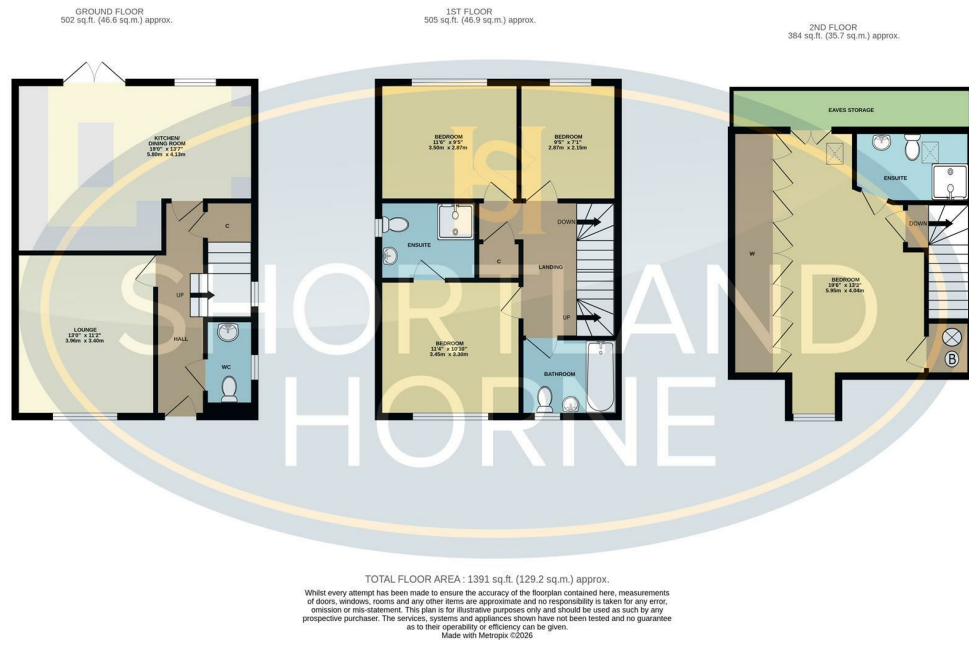 GROUND FLOOR
502 sq.ft. (46.6 sq.m.) approx.
1ST FLOOR
505 sq.ft. (46.9 sq.m.) approx.
2ND FLOOR
384 sq.ft. (35.7 sq.m.) approx.
KITCHEN/
DINING ROOM
19'0" x 13'7"
5.80m x 4.13m
C
UP
LOUNGE
13'0" x 11'2"
3.96m x 3.40m
HALL
WC
BEDROOM
11'6" x 9'5"
3.50m x 2.87m
BEDROOM
9'5" x 7'1"
2.87m x 2.15m
DOWN
ENSUITE
C
LANDING
UP
BEDROOM
11'4" x 10'10"
3.45m x 3.30m
BATHROOM
EAVES STORAGE
ENSUITE
DOWN
W
BEDROOM
19'6" x 13'3"
5.95m x 4.04m
B
SH
SHORTLAND
HORNE
TOTAL FLOOR AREA : 1391 sq.ft. (129.2 sq.m.) approx.
Whilst every attempt has been made to ensure the accuracy of the floorplan contained here, measurements
of doors, windows, rooms and any other items are approximate and no responsibility is taken for any error,
omission or mis-statement. This plan is for illustrative purposes only and should be used as such by any
prospective purchaser. The services, systems and appliances shown have not been tested and no guarantee
as to their operability or efficiency can be given.
Made with Metropix ©2026